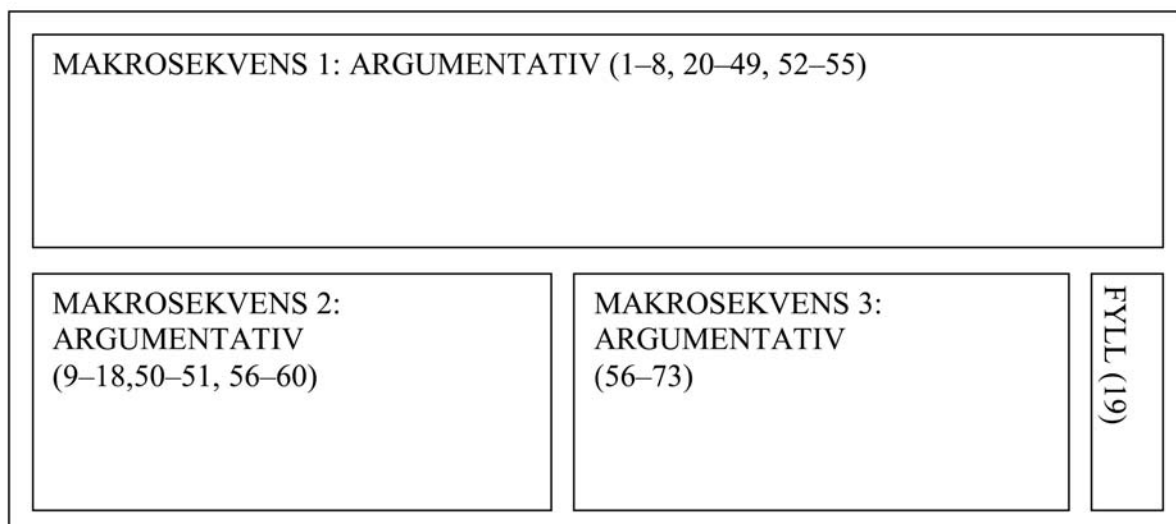 MAKROSEKVENS 1: ARGUMENTATIV (1–8, 20–49, 52–55)
MAKROSEKVENS 2:
ARGUMENTATIV
(9–18,50–51, 56–60)
MAKROSEKVENS 3:
ARGUMENTATIV
(56–73)
FYLL (19)